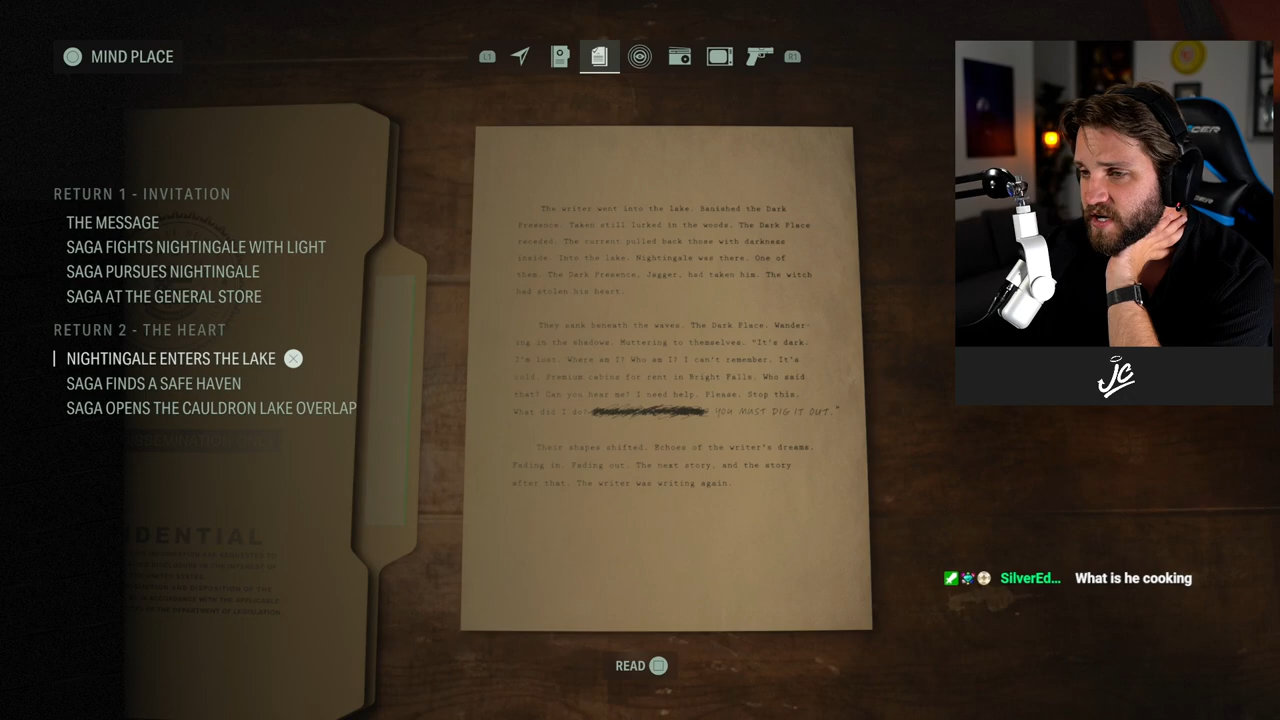 MIND PLACE
L1
R1
RETURN 1 - INVITATION
THE MESSAGE
SAGA FIGHTS NIGHTINGALE WITH LIGHT
SAGA PURSUES NIGHTINGALE
SAGA AT THE GENERAL STORE
RETURN 2 - THE HEART
NIGHTINGALE ENTERS THE LAKE
SAGA FINDS A SAFE HAVEN
SAGA OPENS THE CAULDRON LAKE OVERLAP
DISSEMINATION ONLY
DENTIAL
The writer went into the lake. Banished the Dark
Presence. Taken still lurked in the woods. The Dark Place
receded. The current pulled back those with darkness
inside. Into the lake. Nightingale was there. One of
them. The Dark Presence, Jagger, had taken him. The witch
had stolen his heart.
They sank beneath the waves. The Dark Place. Wander-
ing in the shadows. Muttering to themselves. "It's dark.
I'm lost. Where am I? Who am I? I can't remember. It's
cold. Premium cabins for rent in Bright Falls. Who said
that? Can you hear me? I need help. Please. Stop this.
What did I do? YOU MUST DIG IT OUT."
Their shapes shifted. Echoes of the writer's dreams.
Fading in. Fading out. The next story, and the story
after that. The writer was writing again.
READ
ACER
JC
SilverEd... What is he cooking